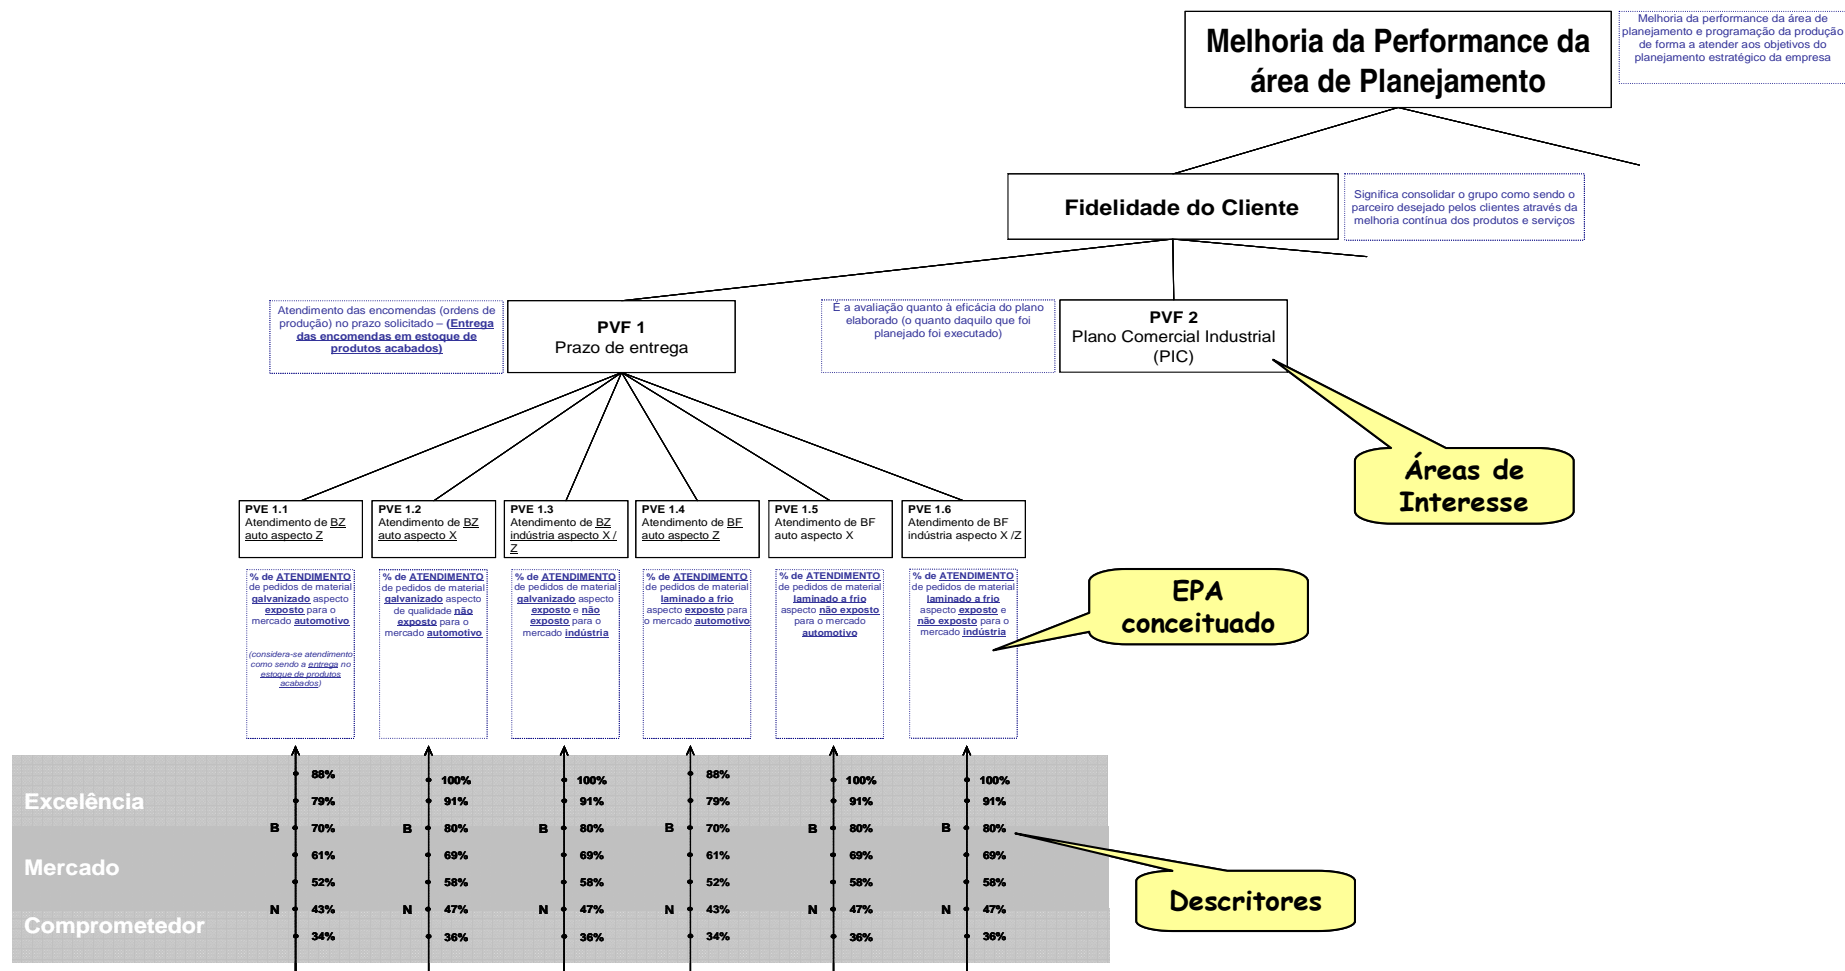 Melhoria da Performance da
área de Planejamento
Melhoria da performance da área de
planejamento e programação da produção
de forma a atender aos objetivos do
planejamento estratégico da empresa
Fidelidade do Cliente
Significa consolidar o grupo como sendo o
parceiro desejado pelos clientes através da
melhoria contínua dos produtos e serviços
Atendimento das encomendas (ordens de
produção) no prazo solicitado – (Entrega
das encomendas em estoque de
produtos acabados)
PVF 1
Prazo de entrega
É a avaliação quanto à eficácia do plano
elaborado (o quanto daquilo que foi
planejado foi executado)
PVF 2
Plano Comercial Industrial
(PIC)
Áreas de
Interesse
PVE 1.1
Atendimento de BZ
auto aspecto Z
PVE 1.2
Atendimento de BZ
auto aspecto X
PVE 1.3
Atendimento de BZ
indústria aspecto X /
Z
PVE 1.4
Atendimento de BF
auto aspecto Z
PVE 1.5
Atendimento de BF
auto aspecto X
PVE 1.6
Atendimento de BF
indústria aspecto X /Z
% de ATENDIMENTO
de pedidos de material
galvanizado aspecto
exposto para o
mercado automotivo
(considera-se atendimento
como sendo a entrega no
estoque de produtos
acabados)
% de ATENDIMENTO
de pedidos de material
galvanizado aspecto
de qualidade não
exposto para o
mercado automotivo
% de ATENDIMENTO
de pedidos de material
galvanizado aspecto
exposto e não
exposto para o
mercado indústria
% de ATENDIMENTO
de pedidos de material
laminado a frio
aspecto exposto para
o mercado automotivo
% de ATENDIMENTO
de pedidos de material
laminado a frio
aspecto não exposto
para o mercado
automotivo
% de ATENDIMENTO
de pedidos de material
laminado a frio
aspecto exposto e
não exposto para o
mercado indústria
EPA
conceituado
88% 100% 100% 88% 100% 100%
Excelência 79% 91% 91% 79% 91% 91%
B 70% B 80% B 80% B 70% B 80% B 80%
61% 69% 69% 61% 69% 69%
Mercado
52% 58% 58% 52% 58% 58%
N 43% N 47% N 47% N 43% N 47% N 47%
Comprometedor
34% 36% 36% 34% 36% 36%
Descritores